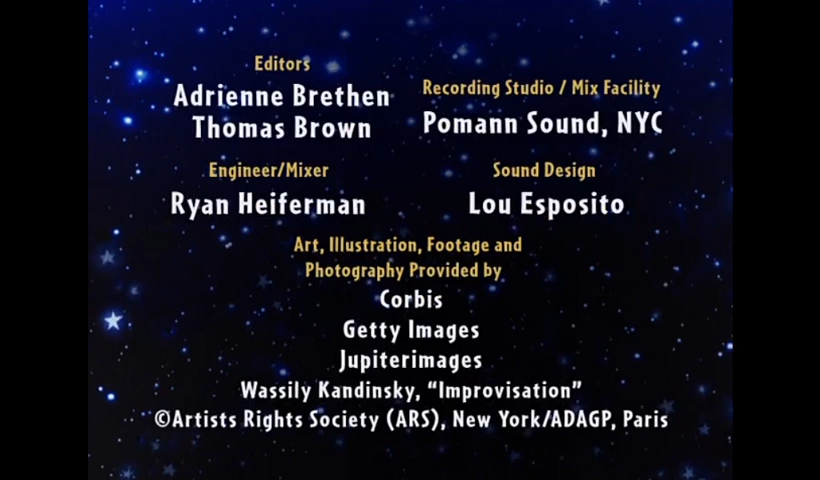 Editors
Adrienne Brethen
Thomas Brown
Recording Studio / Mix Facility
Pomann Sound, NYC
Engineer/Mixer
Ryan Heiferman
Sound Design
Lou Esposito
Art, Illustration, Footage and
Photography Provided by
Corbis
Getty Images
Jupiterimages
Wassily Kandinsky, “Improvisation”
©Artists Rights Society (ARS), New York/ADAGP, Paris